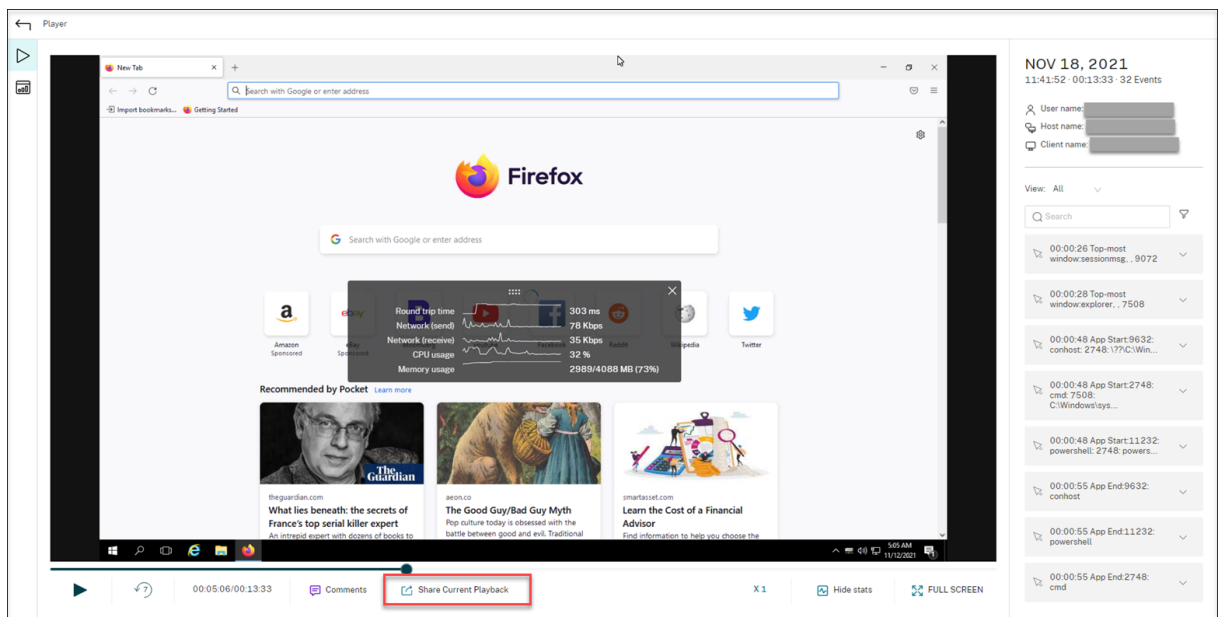 Player
New Tab
Search with Google or enter address
Import bookmarks...
Getting Started
Firefox
Search with Google or enter address
Round trip time 303 ms
Network (send) 78 Kbps
Network (receive) 35 Kbps
CPU usage 32 %
Memory usage 2989/4088 MB (73%)
a
Amazon
Sponsored
eBay
Sponsored
Facebook
Reddit
Wikipedia
Twitter
Recommended by Pocket Learn more
The Guardian
theguardian.com
What lies beneath: the secrets of
France's top serial killer expert
An intrepid expert with dozens of books to
aeon.co
The Good Guy/Bad Guy Myth
Pop culture today is obsessed with the
battle between good and evil. Traditional
smartasset.com
Learn the Cost of a Financial
Advisor
Find information to help you choose the
5:05 AM
11/12/2021
7
00:05:06/00:13:33
Comments
Share Current Playback
X 1
Hide stats
FULL SCREEN
NOV 18, 2021
11:41:52 · 00:13:33 · 32 Events
User name:
Host name:
Client name:
View: All
Search
00:00:26 Top-most
window:sessionmsg, , 9072
00:00:28 Top-most
window:explorer, , 7508
00:00:48 App Start:9632:
conhost: 2748: \??\C:\Win...
00:00:48 App Start:2748:
cmd: 7508:
C:\Windows\sys...
00:00:48 App Start:11232:
powershell: 2748: powers...
00:00:55 App End:9632:
conhost
00:00:55 App End:11232:
powershell
00:00:55 App End:2748:
cmd